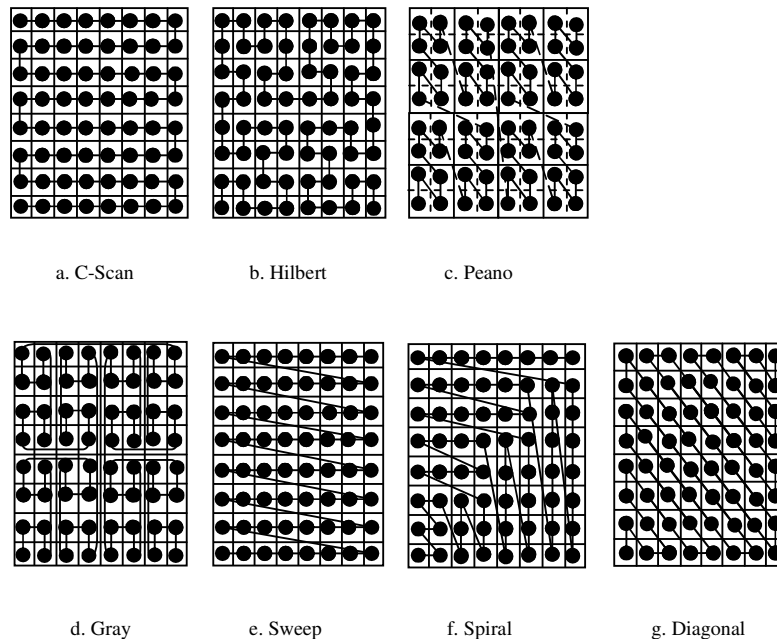 a. C-Scan
b. Hilbert
c. Peano
d. Gray
e. Sweep
f. Spiral
g. Diagonal